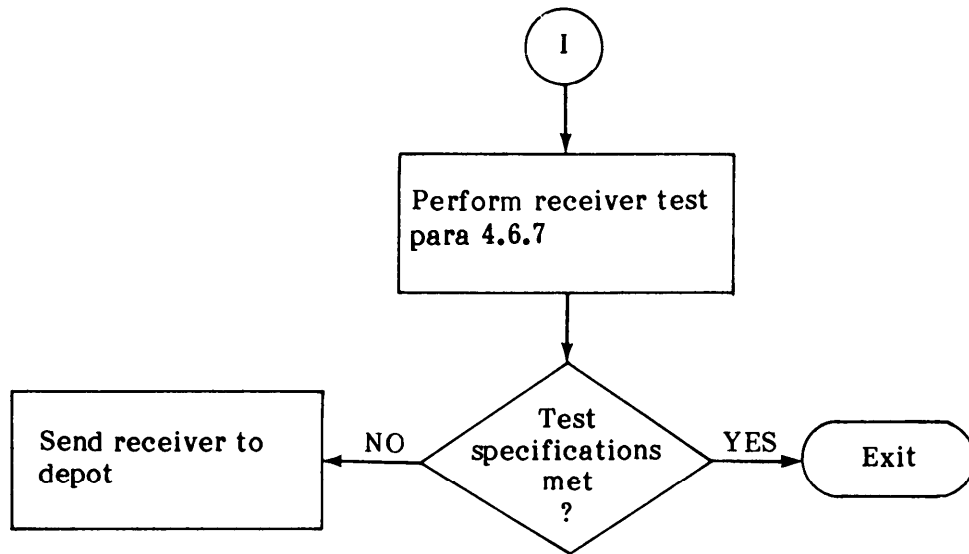 I
Perform receiver test
para 4.6.7
Test
specifications
met
?
NO
YES
Send receiver to
depot
Exit